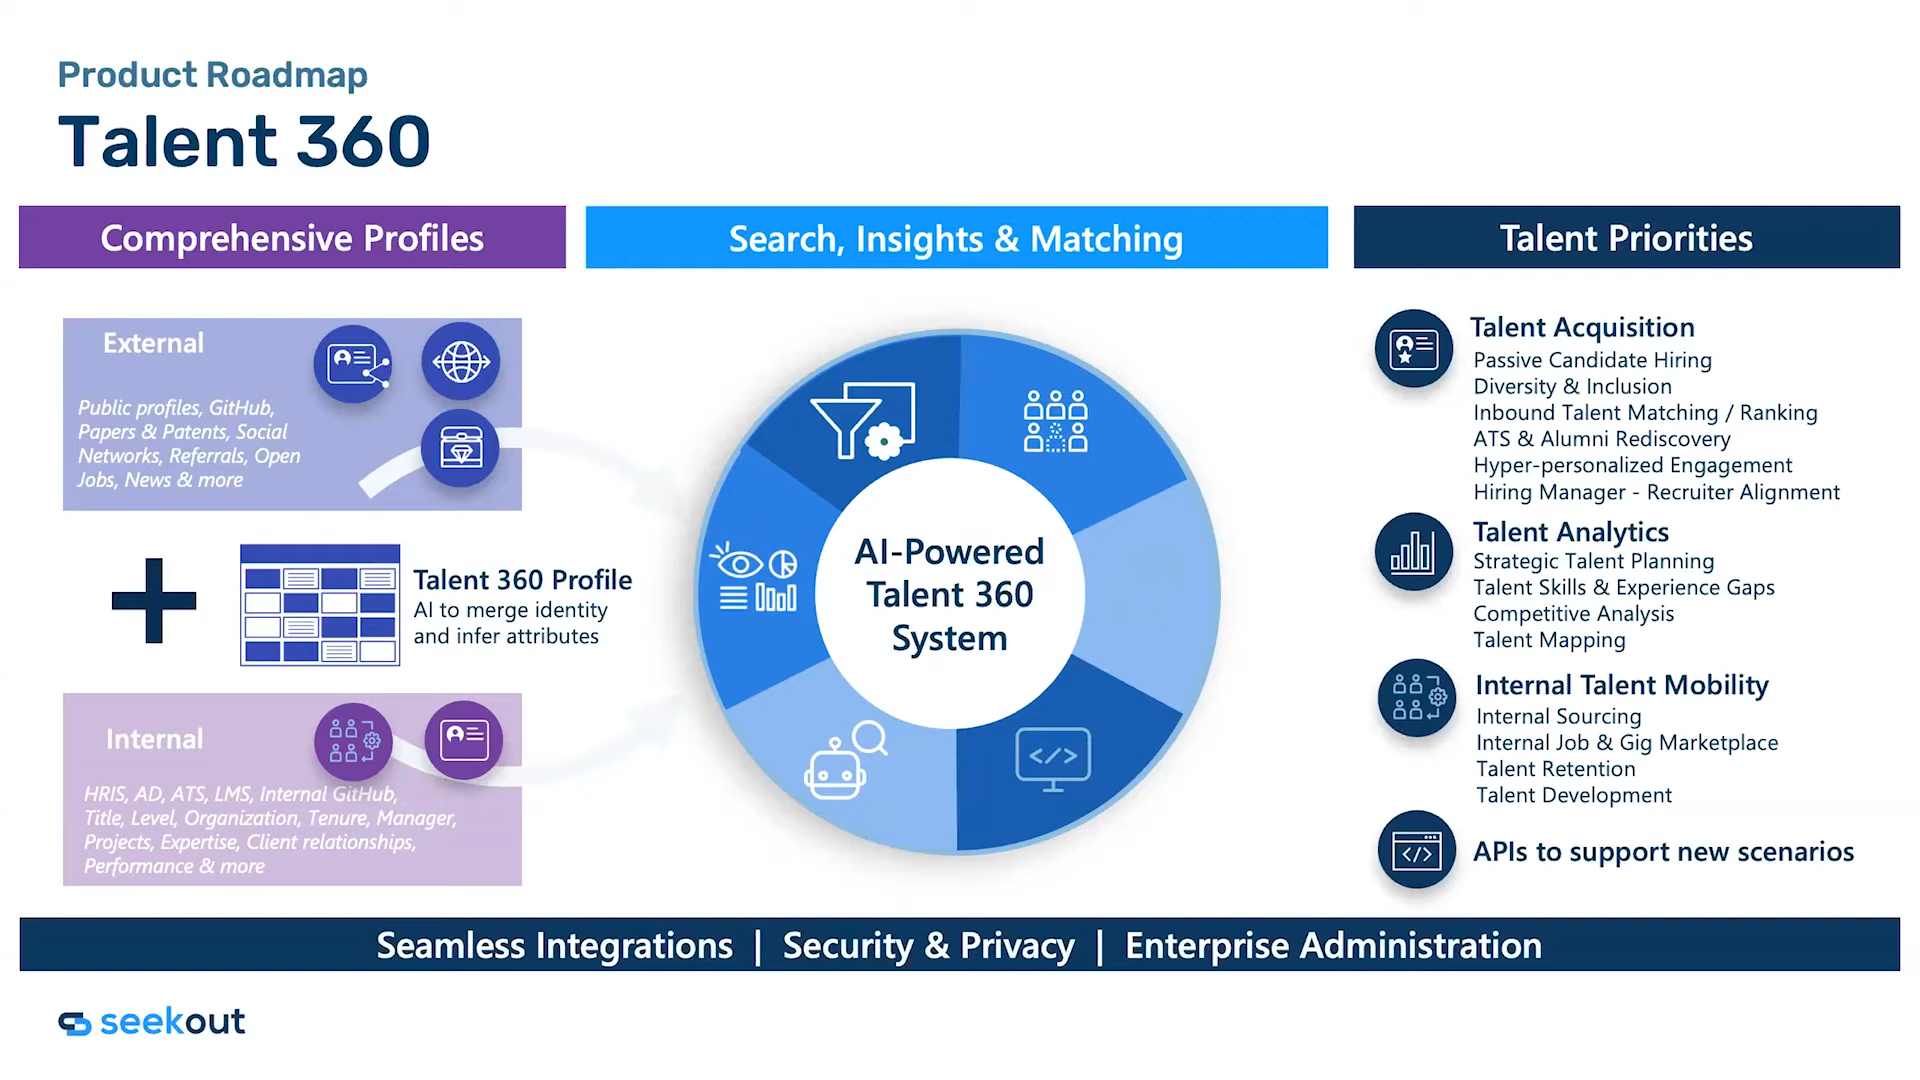 Product Roadmap
Talent 360
Comprehensive Profiles
External
Public profiles, GitHub,
Papers & Patents, Social
Networks, Referrals, Open
Jobs, News & more
Talent 360 Profile
AI to merge identity
and infer attributes
Internal
HRIS, AD, ATS, LMS, Internal GitHub,
Title, Level, Organization, Tenure, Manager,
Projects, Expertise, Client relationships,
Performance & more
Search, Insights & Matching
AI-Powered
Talent 360
System
</>
Talent Priorities
Talent Acquisition
Passive Candidate Hiring
Diversity & Inclusion
Inbound Talent Matching / Ranking
ATS & Alumni Rediscovery
Hyper-personalized Engagement
Hiring Manager - Recruiter Alignment
Talent Analytics
Strategic Talent Planning
Talent Skills & Experience Gaps
Competitive Analysis
Talent Mapping
Internal Talent Mobility
Internal Sourcing
Internal Job & Gig Marketplace
Talent Retention
Talent Development
</>
APIs to support new scenarios
Seamless Integrations | Security & Privacy | Enterprise Administration
seekout